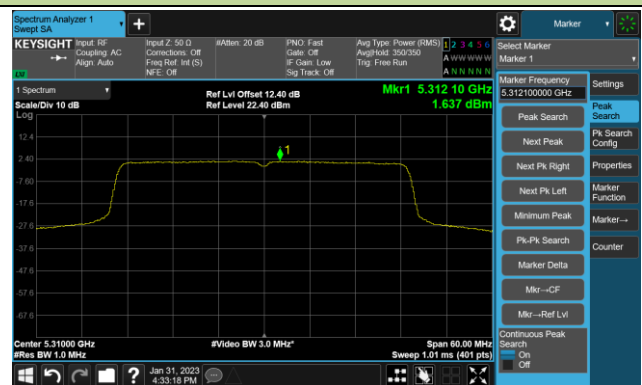 Spectrum Analyzer 1
Swept SA
Marker
KEYSIGHT
Input: RF
Coupling: AC
Align: Auto
Input Z: 50 Ω
Corrections: Off
Freq Ref: Int (S)
NFE: Off
#Atten: 20 dB
PNO: Fast
Gate: Off
IF Gain: Low
Sig Track: Off
Avg Type: Power (RMS)
Avg|Hold: 350/350
Trig: Free Run
1 2 3 4 5 6
A W W W W W
A N N N N N
LW
Select Marker
Marker 1
1 Spectrum
Scale/Div 10 dB
Log
Ref Lvl Offset 12.40 dB
Ref Level 22.40 dBm
Mkr1 5.312 10 GHz
1.637 dBm
12.4
2.40
-7.60
-17.6
-27.6
-37.6
-47.6
-57.6
-67.6
1
Center 5.31000 GHz
#Res BW 1.0 MHz
#Video BW 3.0 MHz*
Span 60.00 MHz
Sweep 1.01 ms (401 pts)
Marker Frequency
5.312100000 GHz
Peak Search
Next Peak
Next Pk Right
Next Pk Left
Minimum Peak
Pk-Pk Search
Marker Delta
Mkr→CF
Mkr→Ref Lvl
Continuous Peak
Search
On
Off
Settings
Peak
Search
Pk Search
Config
Properties
Marker
Function
Marker→
Counter
Jan 31, 2023
4:33:18 PM